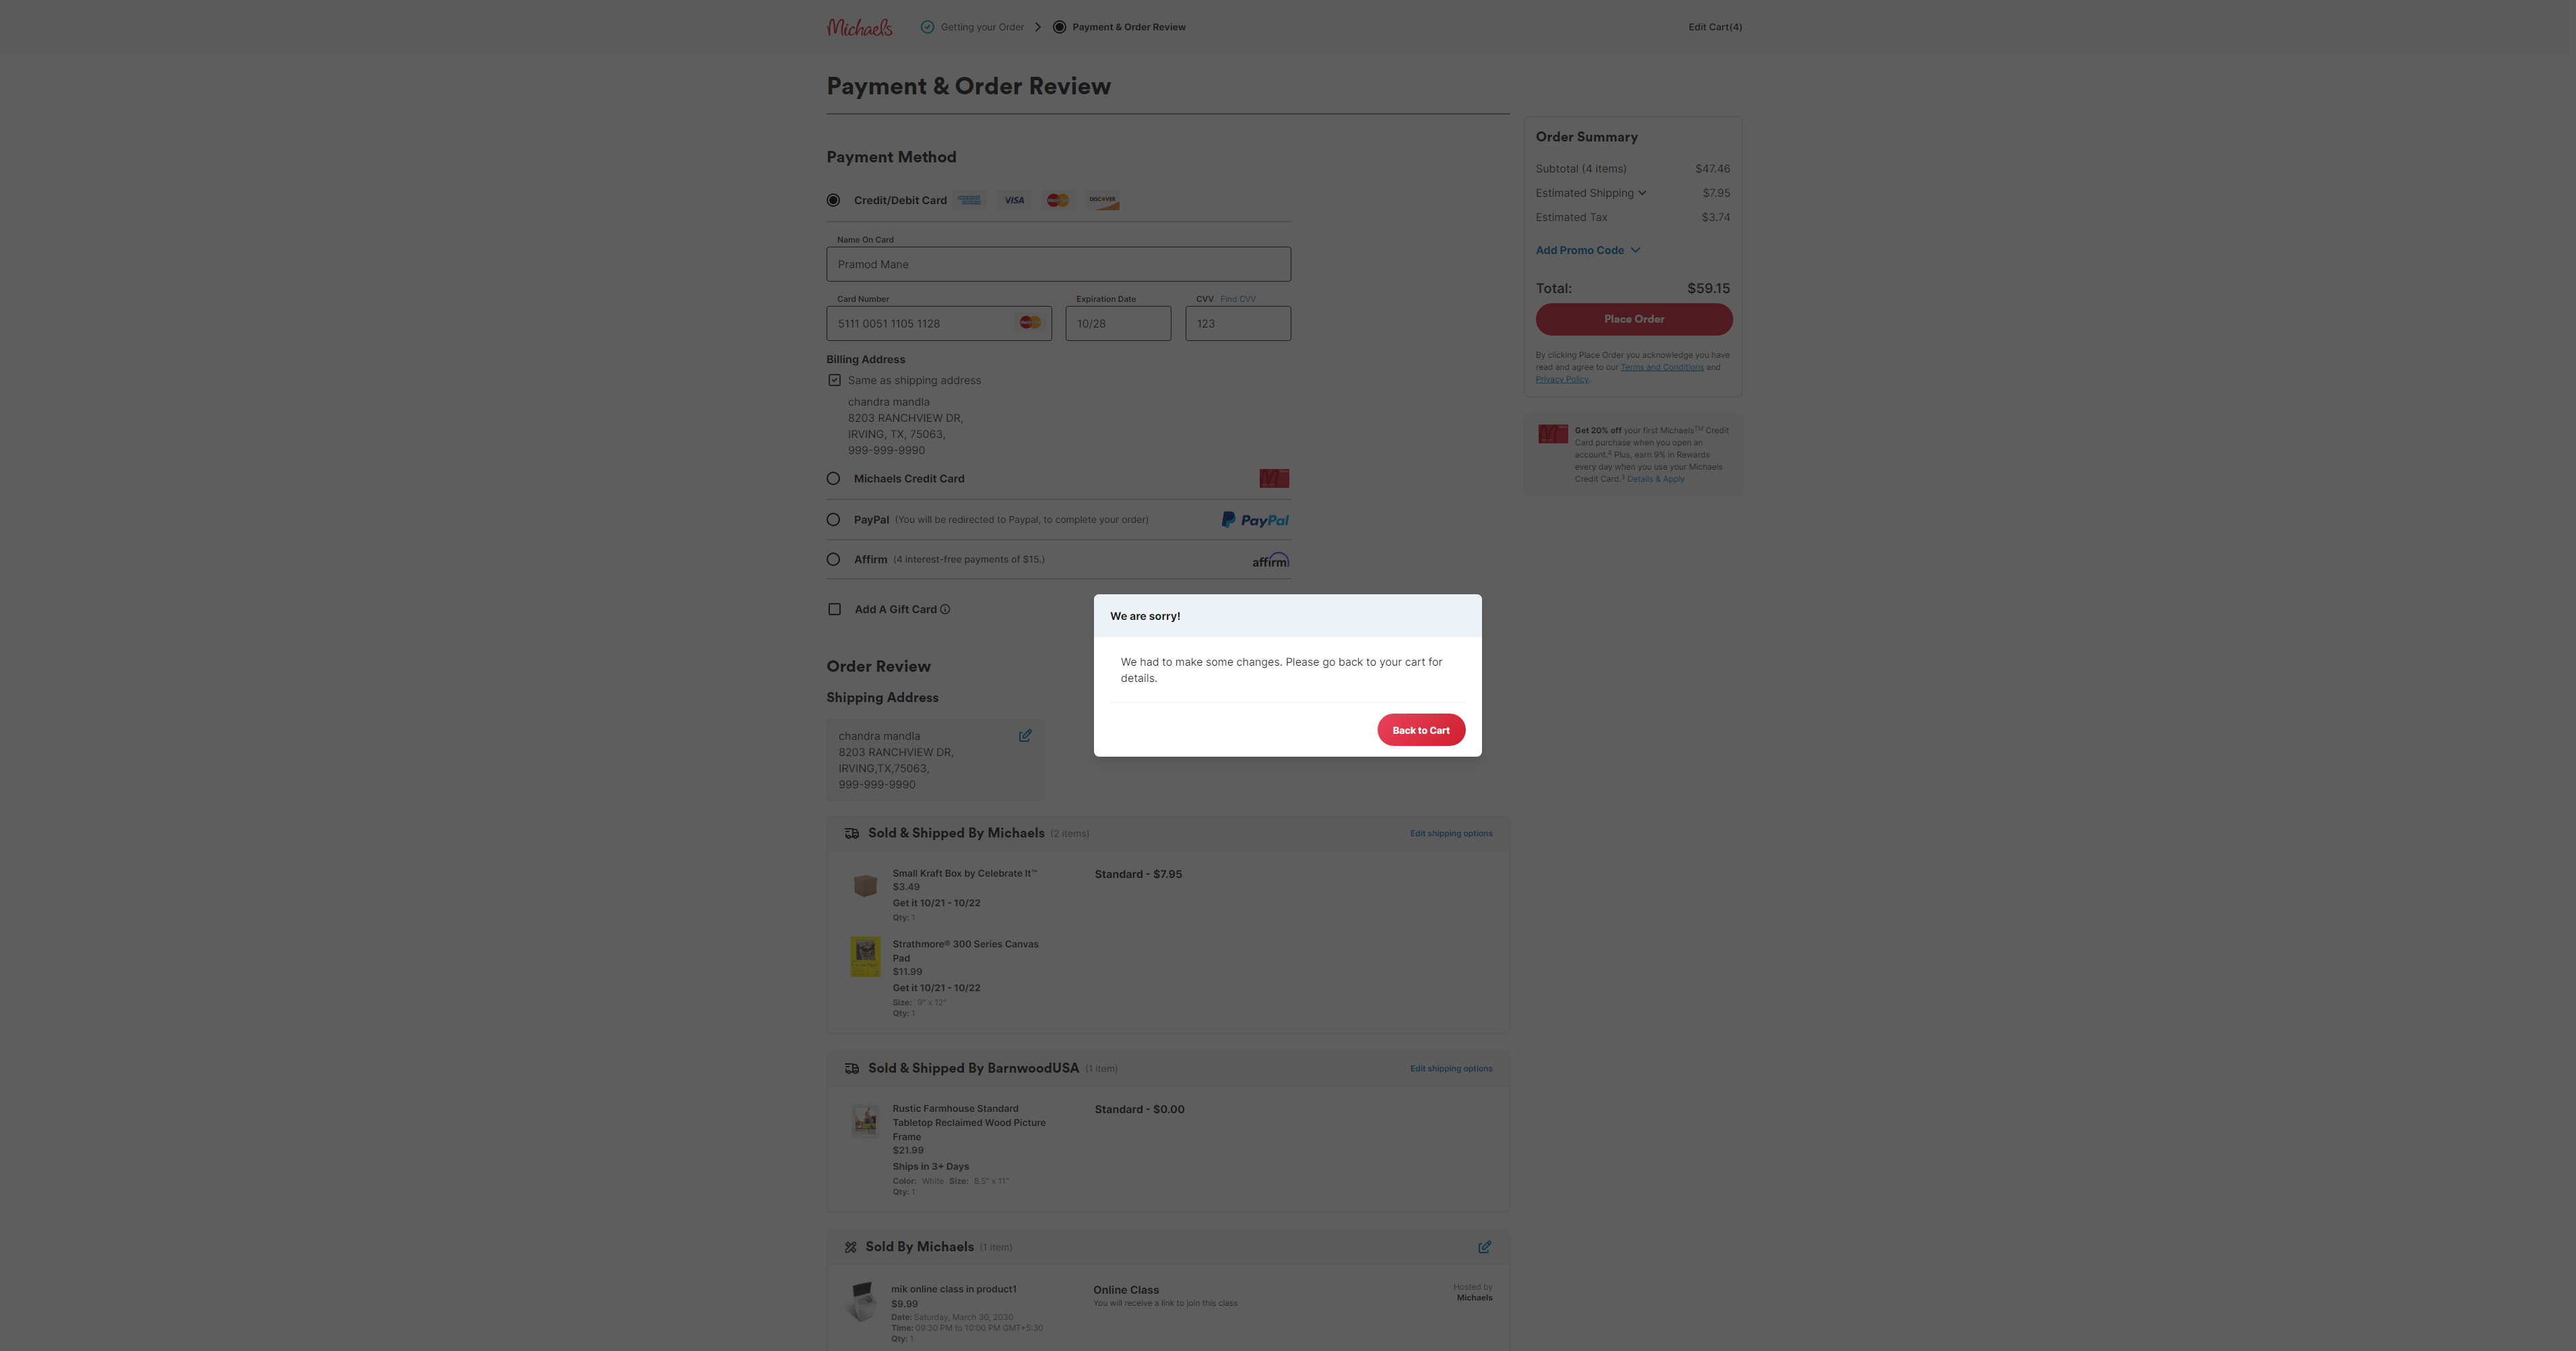 Michaels
Getting your Order
Payment & Order Review
Edit Cart(4)
Payment & Order Review
Payment Method
Credit/Debit Card
VISA
DISCOVER
Name On Card
Pramod Mane
Card Number
Expiration Date
CVV Find CVV
5111 0051 1105 1128
10/28
123
Billing Address
Same as shipping address
chandra mandla
8203 RANCHVIEW DR,
IRVING, TX, 75063,
999-999-9990
Michaels Credit Card
PayPal (You will be redirected to Paypal, to complete your order)
PayPal
Affirm (4 interest-free payments of $15.)
affirm
Add A Gift Card
Order Summary
Subtotal (4 items) $47.46
Estimated Shipping $7.95
Estimated Tax $3.74
Add Promo Code
Total: $59.15
Place Order
By clicking Place Order you acknowledge you have
read and agree to our Terms and Conditions and
Privacy Policy.
Get 20% off your first Michaels™ Credit
Card purchase when you open an
account.⁴ Plus, earn 9% in Rewards
every day when you use your Michaels
Credit Card.² Details & Apply
We are sorry!
We had to make some changes. Please go back to your cart for
details.
Back to Cart
Order Review
Shipping Address
chandra mandla
8203 RANCHVIEW DR,
IRVING,TX,75063,
999-999-9990
Sold & Shipped By Michaels (2 items)
Edit shipping options
Small Kraft Box by Celebrate It™
$3.49
Get it 10/21 - 10/22
Qty: 1
Standard - $7.95
Strathmore® 300 Series Canvas
Pad
$11.99
Get it 10/21 - 10/22
Size: 9" x 12"
Qty: 1
Sold & Shipped By BarnwoodUSA (1 item)
Edit shipping options
Rustic Farmhouse Standard
Tabletop Reclaimed Wood Picture
Frame
$21.99
Ships in 3+ Days
Color: White Size: 8.5" x 11"
Qty: 1
Standard - $0.00
Sold By Michaels (1 item)
mik online class in product1
$9.99
Date: Saturday, March 30, 2030
Time: 09:30 PM to 10:00 PM GMT+5:30
Qty: 1
Online Class
You will receive a link to join this class
Hosted by
Michaels